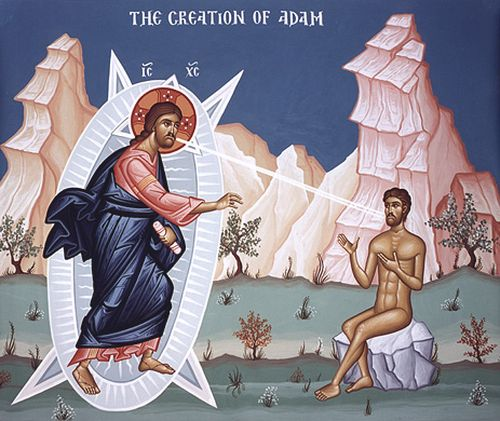 THE CREATION OF ADAM
IC XC